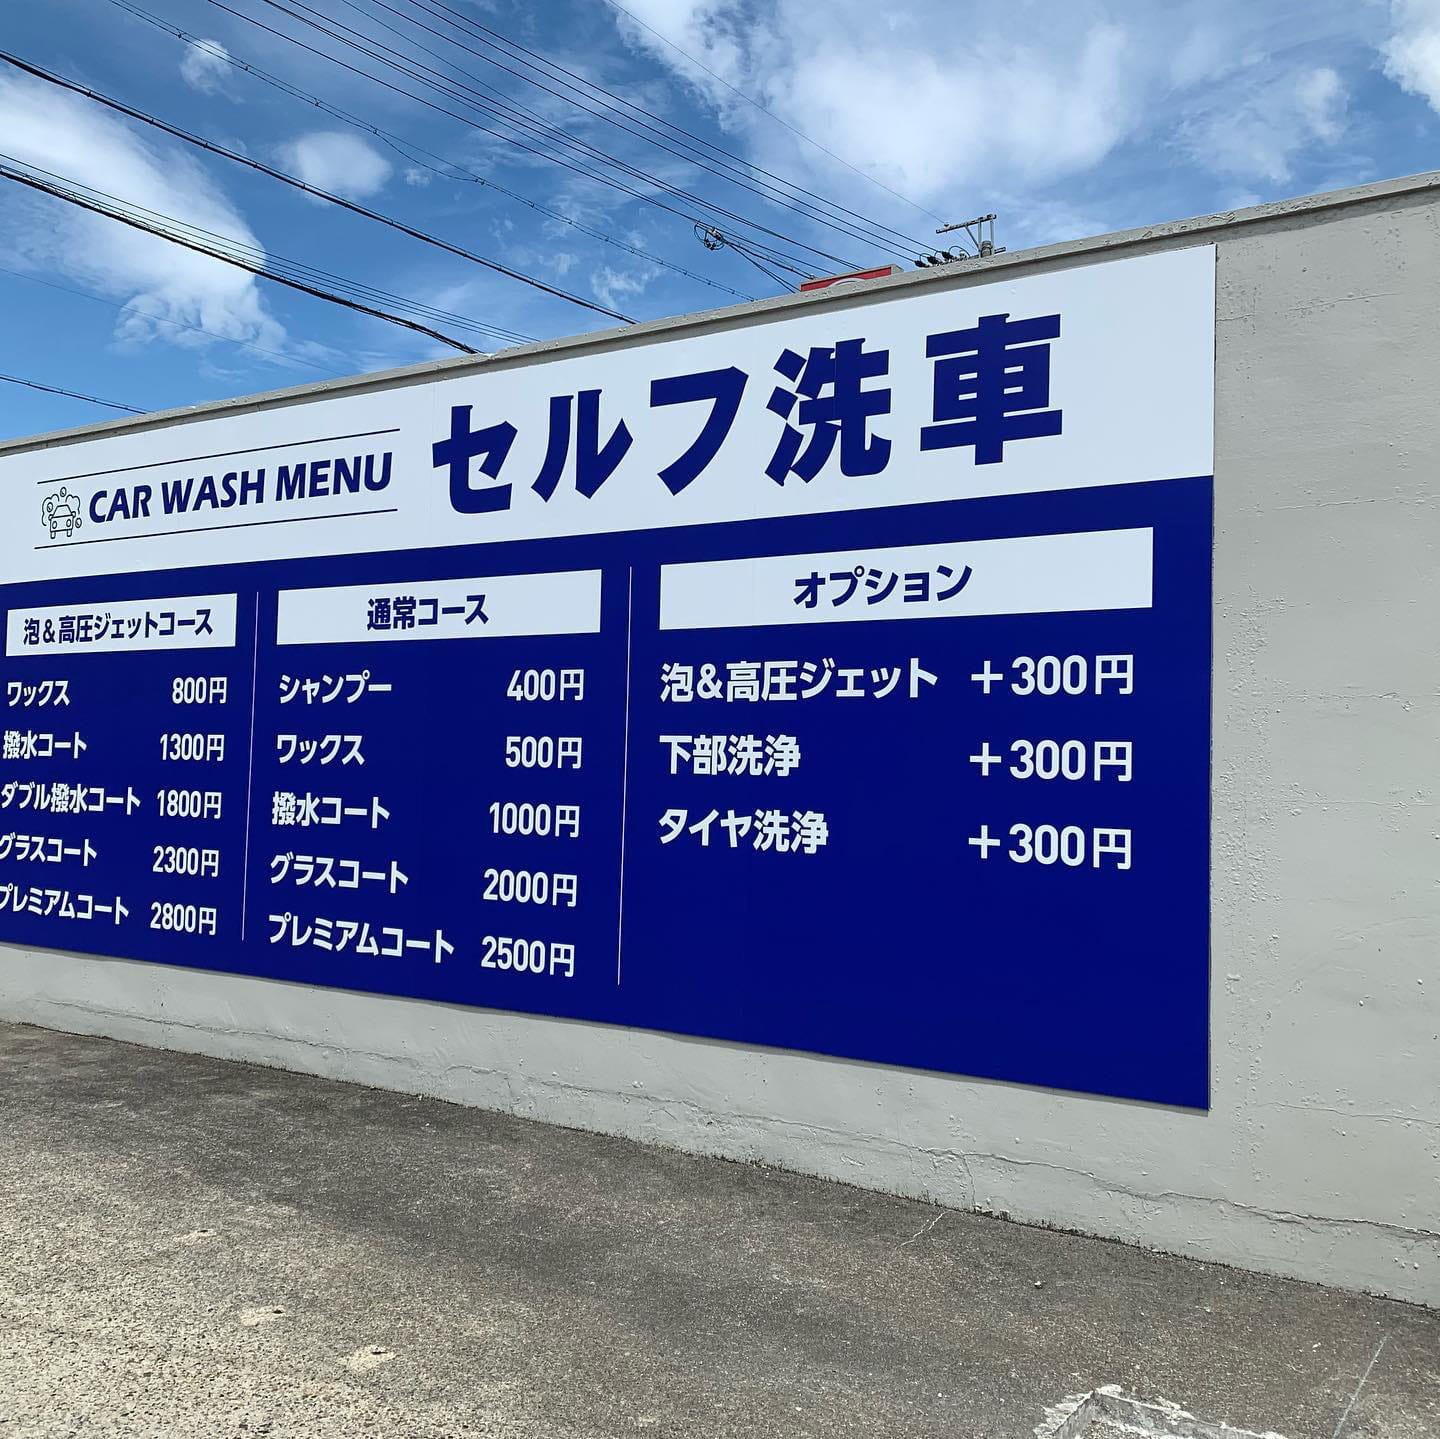 CAR WASH MENU
セルフ洗車
泡&高圧ジェットコース
ワックス 800円
撥水コート 1300円
ダブル撥水コート 1800円
グラスコート 2300円
プレミアムコート 2800円
通常コース
シャンプー 400円
ワックス 500円
撥水コート 1000円
グラスコート 2000円
プレミアムコート 2500円
オプション
泡&高圧ジェット +300円
下部洗浄 +300円
タイヤ洗浄 +300円